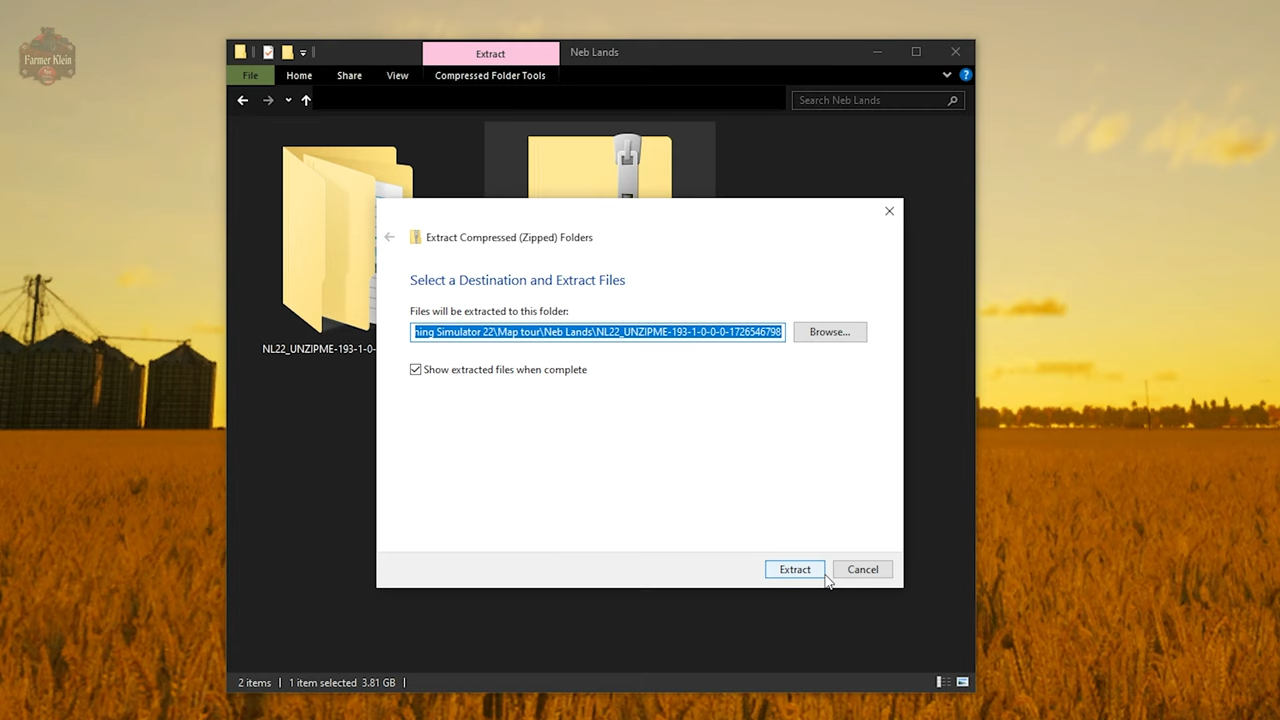 Farmer Klein
Extract
Neb Lands
File
Home
Share
View
Compressed Folder Tools
Search Neb Lands
NL22_UNZIPME-193-1-0-
Extract Compressed (Zipped) Folders
Select a Destination and Extract Files
Files will be extracted to this folder:
ning Simulator 22\Map tour\Neb Lands\NL22_UNZIPME-193-1-0-0-0-1726546798
Browse...
Show extracted files when complete
Extract
Cancel
2 items
1 item selected 3.81 GB